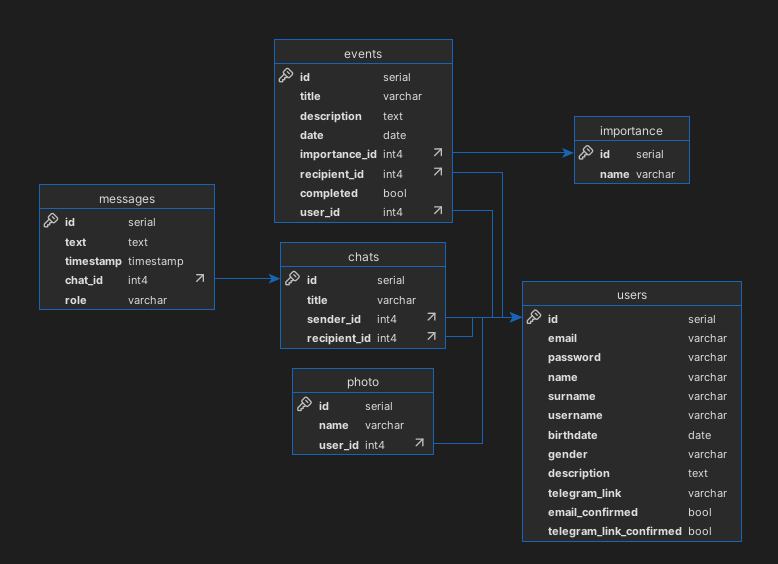 events
id serial
title varchar
description text
date date
importance_id int4
recipient_id int4
completed bool
user_id int4
importance
id serial
name varchar
messages
id serial
text text
timestamp timestamp
chat_id int4
role varchar
chats
id serial
title varchar
sender_id int4
recipient_id int4
users
id serial
email varchar
password varchar
name varchar
surname varchar
username varchar
birthdate date
gender varchar
description text
telegram_link varchar
email_confirmed bool
telegram_link_confirmed bool
photo
id serial
name varchar
user_id int4